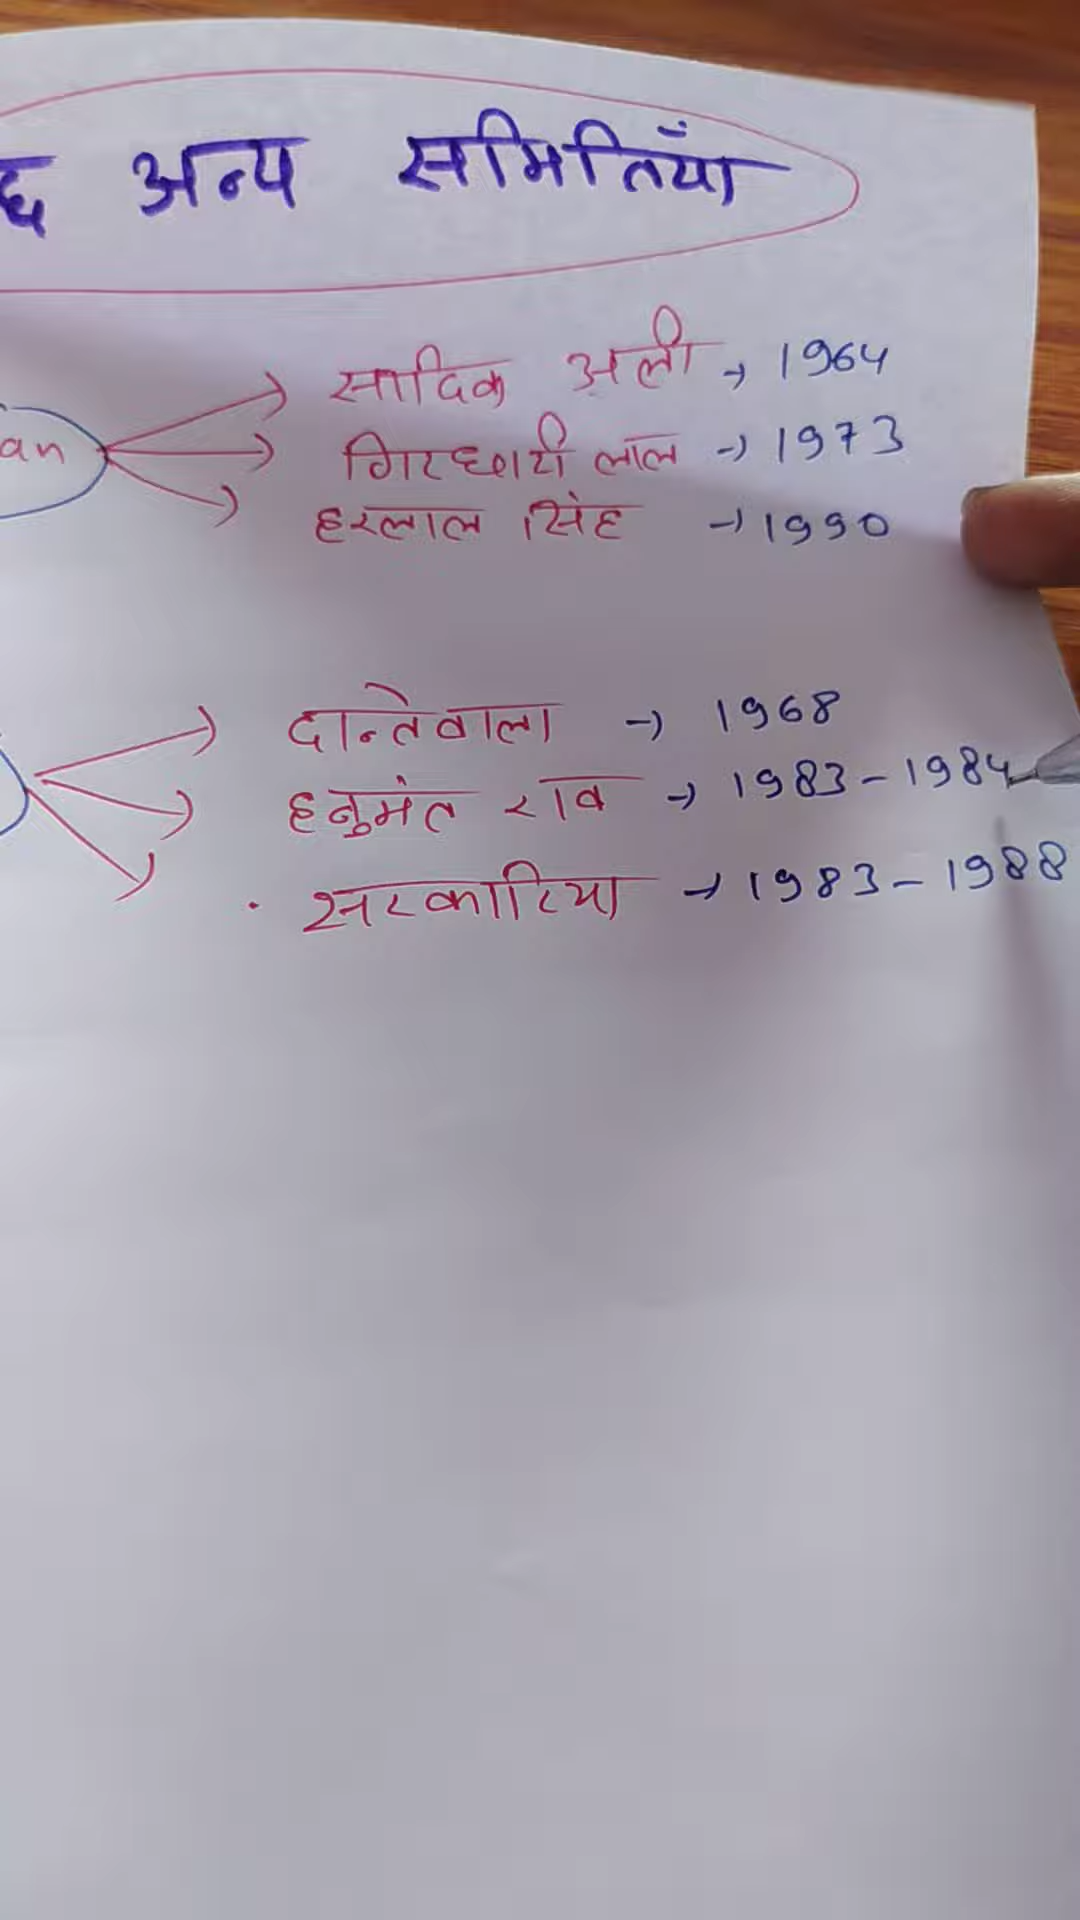 अन्य समितियाँ
सादिक अली → 1964
an
गिरधारी लाल → 1973
हरलाल सिंह → 1990
दान्तेवाला → 1968
हनुमंत राव → 1983 - 1984
सरकारिया → 1983 - 1988